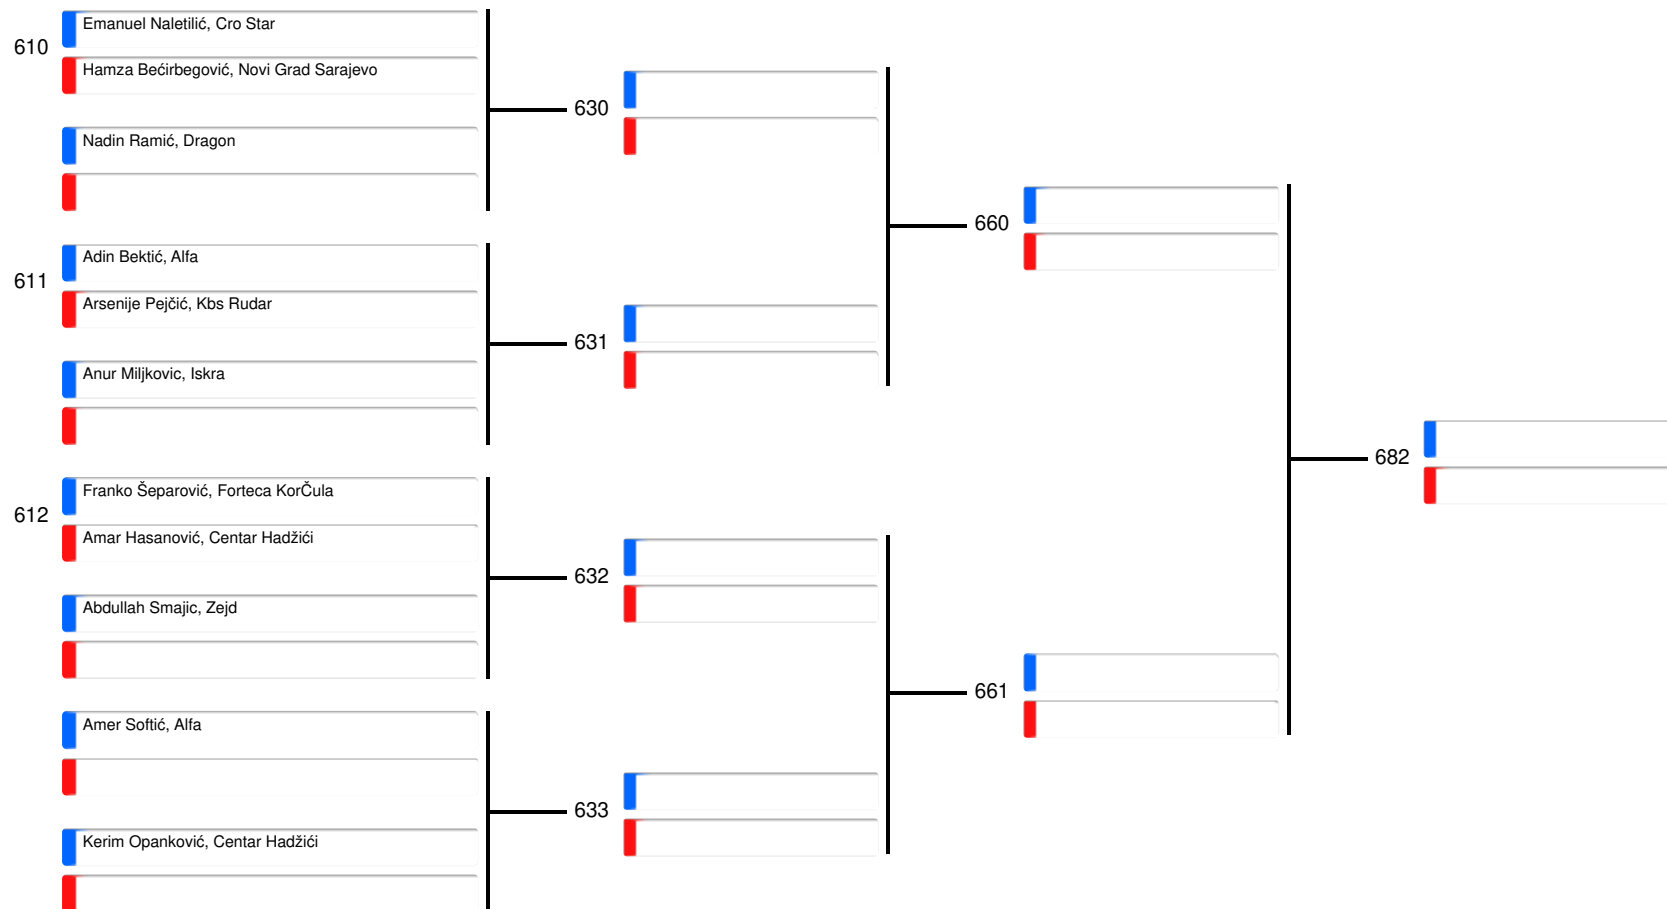 Emanuel Naletilić, Cro Star
610
Hamza Bećirbegović, Novi Grad Sarajevo
630
Nadin Ramić, Dragon
660
Adin Bektić, Alfa
611
Arsenije Pejčić, Kbs Rudar
631
Anur Miljkovic, Iskra
682
Franko Šeparović, Forteca KorČula
612
Amar Hasanović, Centar Hadžići
632
Abdullah Smajic, Zejd
661
Amer Softić, Alfa
633
Kerim Opanković, Centar Hadžići